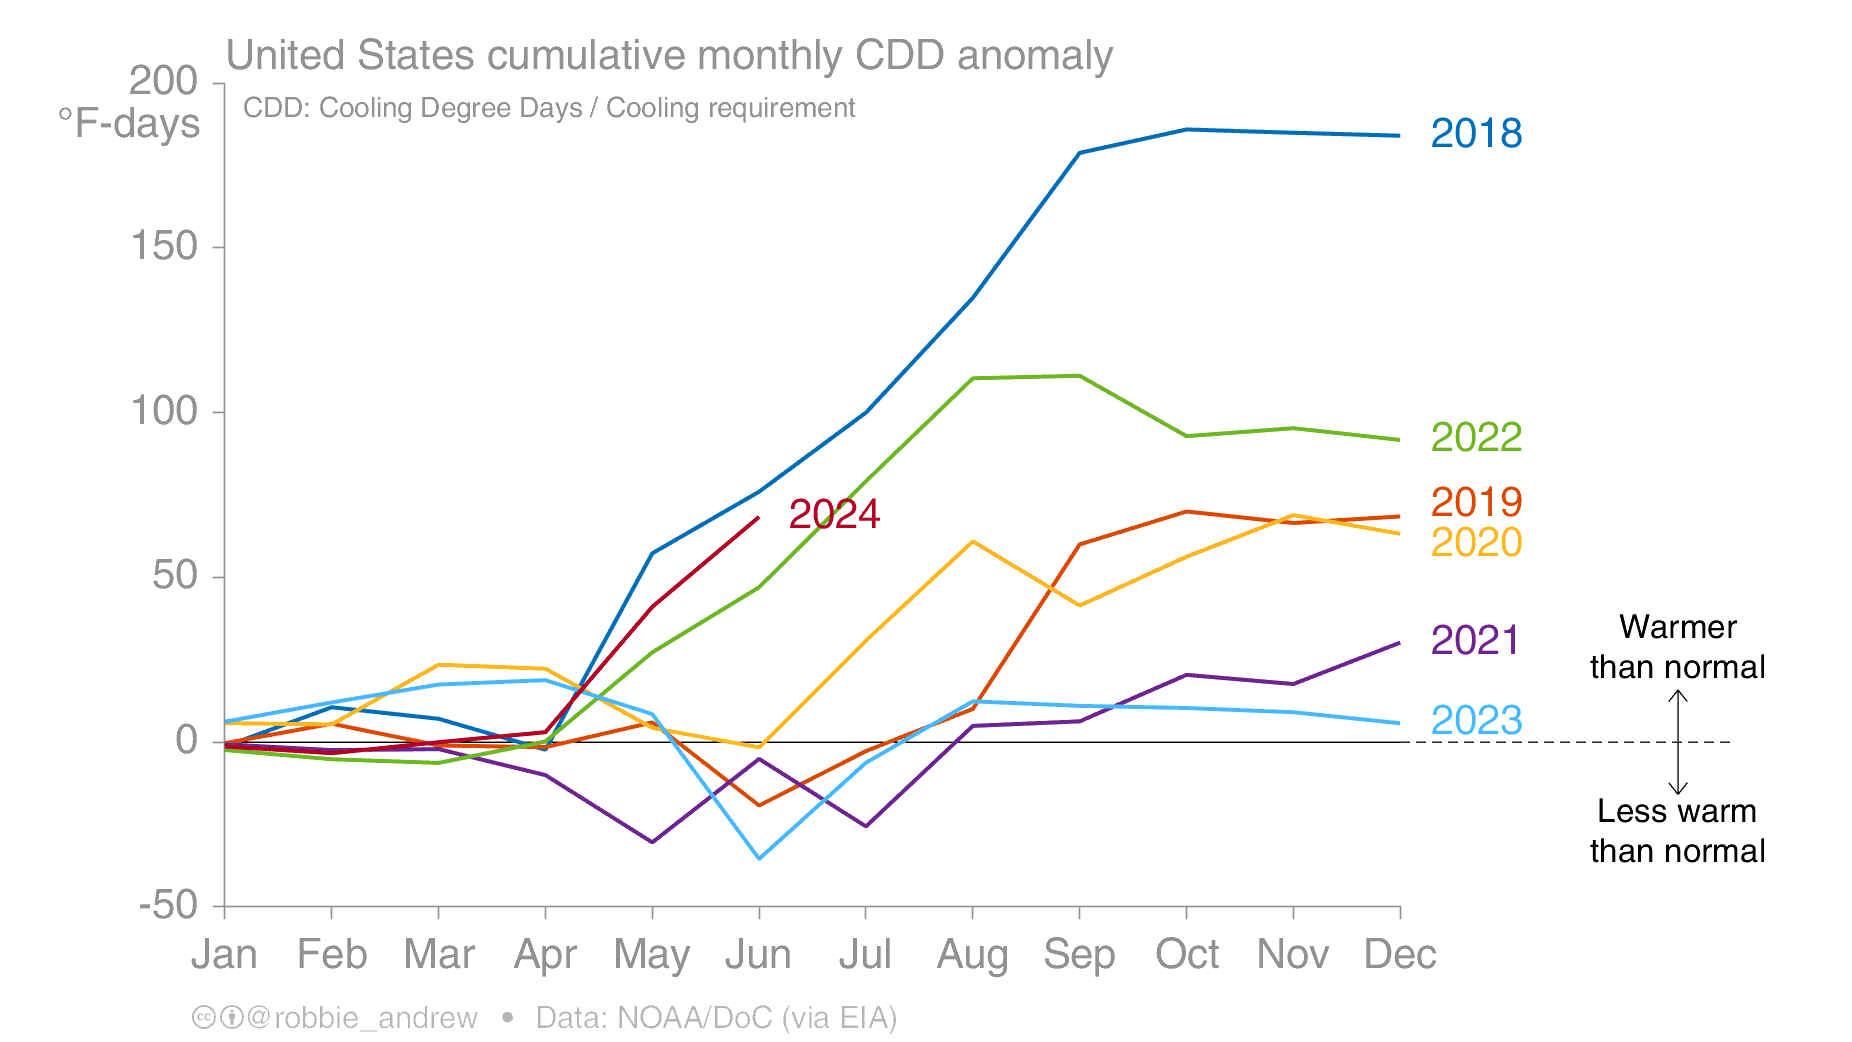 United States cumulative monthly CDD anomaly
CDD: Cooling Degree Days / Cooling requirement
200
°F-days
150
100
50
0
-50
2018
2022
2024
2019
2020
2021
2023
Warmer
than normal
Less warm
than normal
Jan Feb Mar Apr May Jun Jul Aug Sep Oct Nov Dec
cc @robbie_andrew • Data: NOAA/DoC (via EIA)